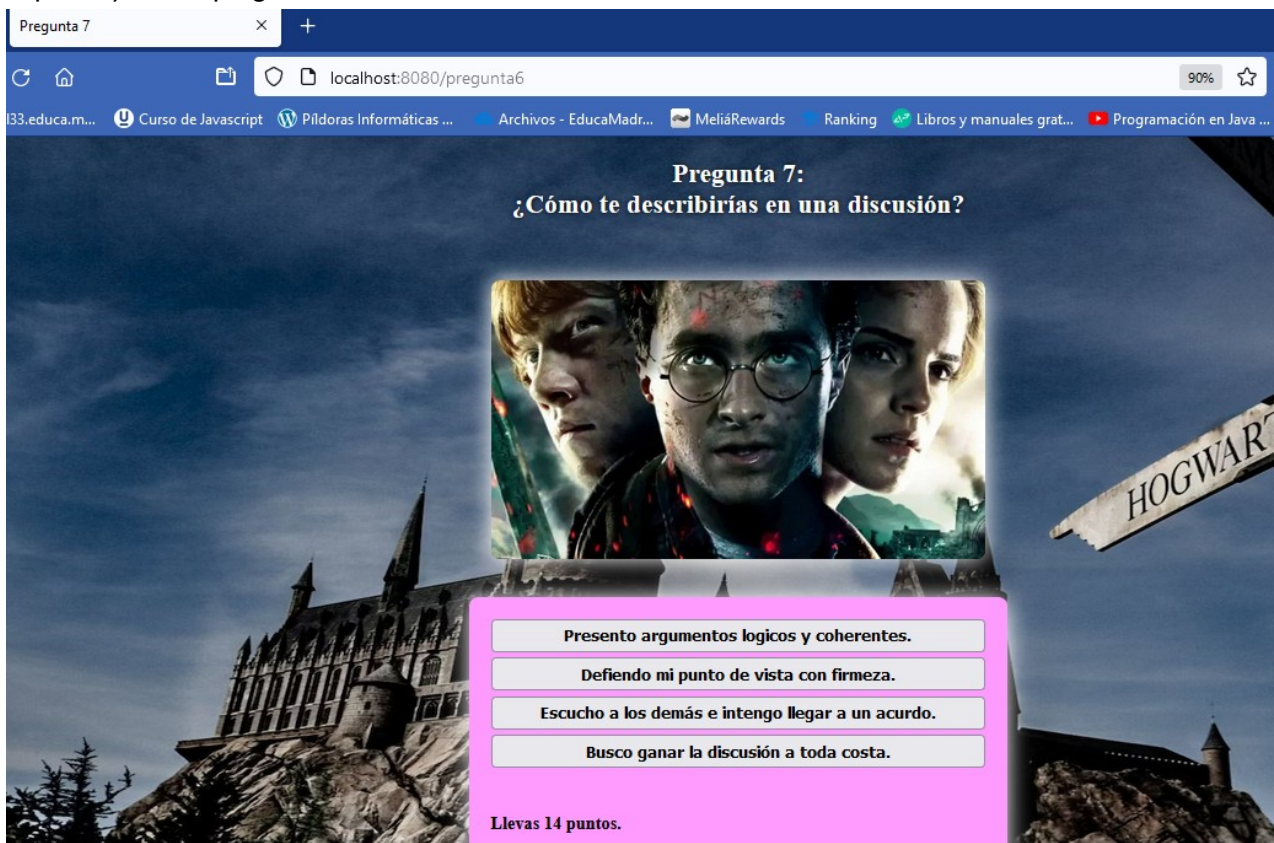 Pregunta 7
localhost:8080/pregunta6
90%
l33.educa.m... Curso de Javascript Píldoras Informáticas ... Archivos - EducaMadr... MeliáRewards Ranking Libros y manuales grat... Programación en Java ...
Pregunta 7:
¿Cómo te describirías en una discusión?
HOGWART
Presento argumentos logicos y coherentes.
Defiendo mi punto de vista con firmeza.
Escucho a los demás e intengo llegar a un acurdo.
Busco ganar la discusión a toda costa.
Llevas 14 puntos.